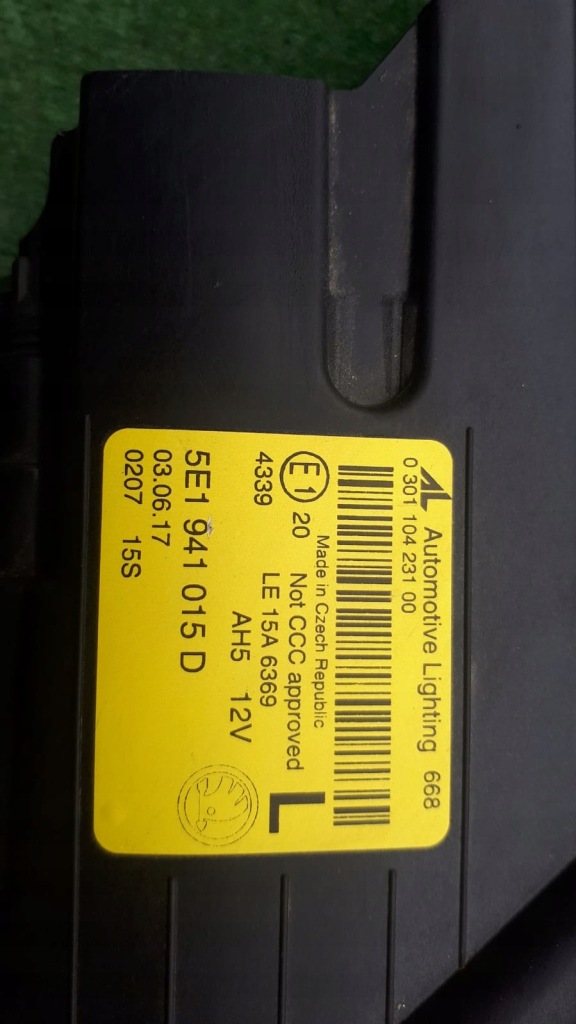 AL Automotive Lighting 668
0 301 104 231 00
Made in Czech Republic
E1 20 Not CCC approved L
4339 LE 15A 6369
AH5 12V
5E1 941 015 D
03.06.17
0207 15S